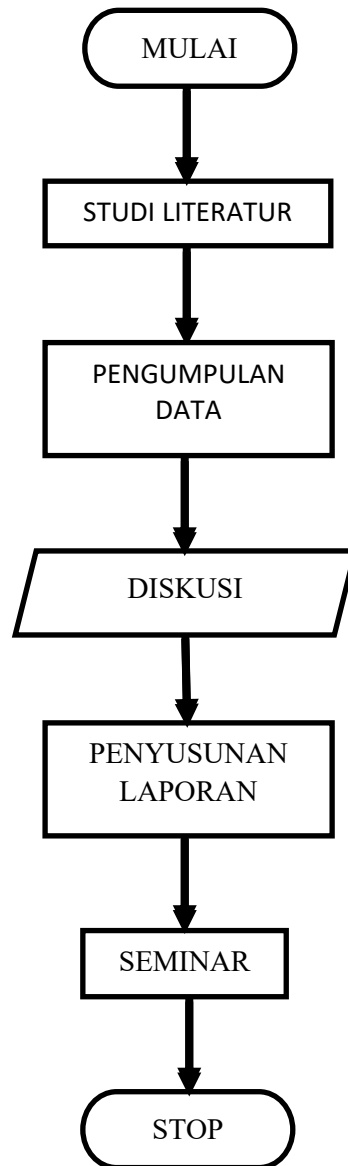 MULAI
STUDI LITERATUR
PENGUMPULAN
DATA
DISKUSI
PENYUSUNAN
LAPORAN
SEMINAR
STOP